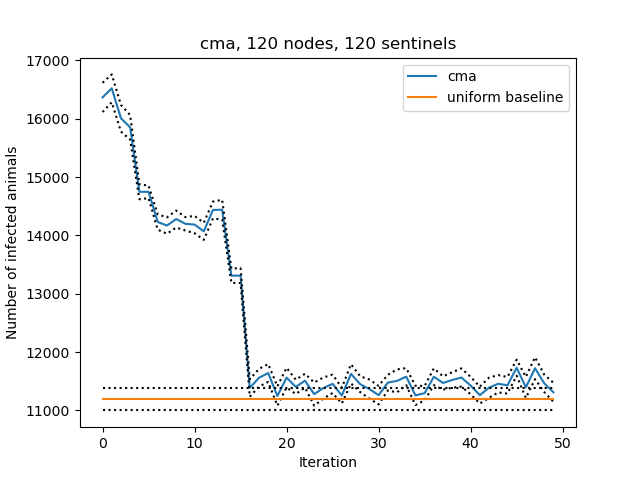 cma, 120 nodes, 120 sentinels
cma
uniform baseline
Number of infected animals
17000
16000
15000
14000
13000
12000
11000
0 10 20 30 40 50
Iteration